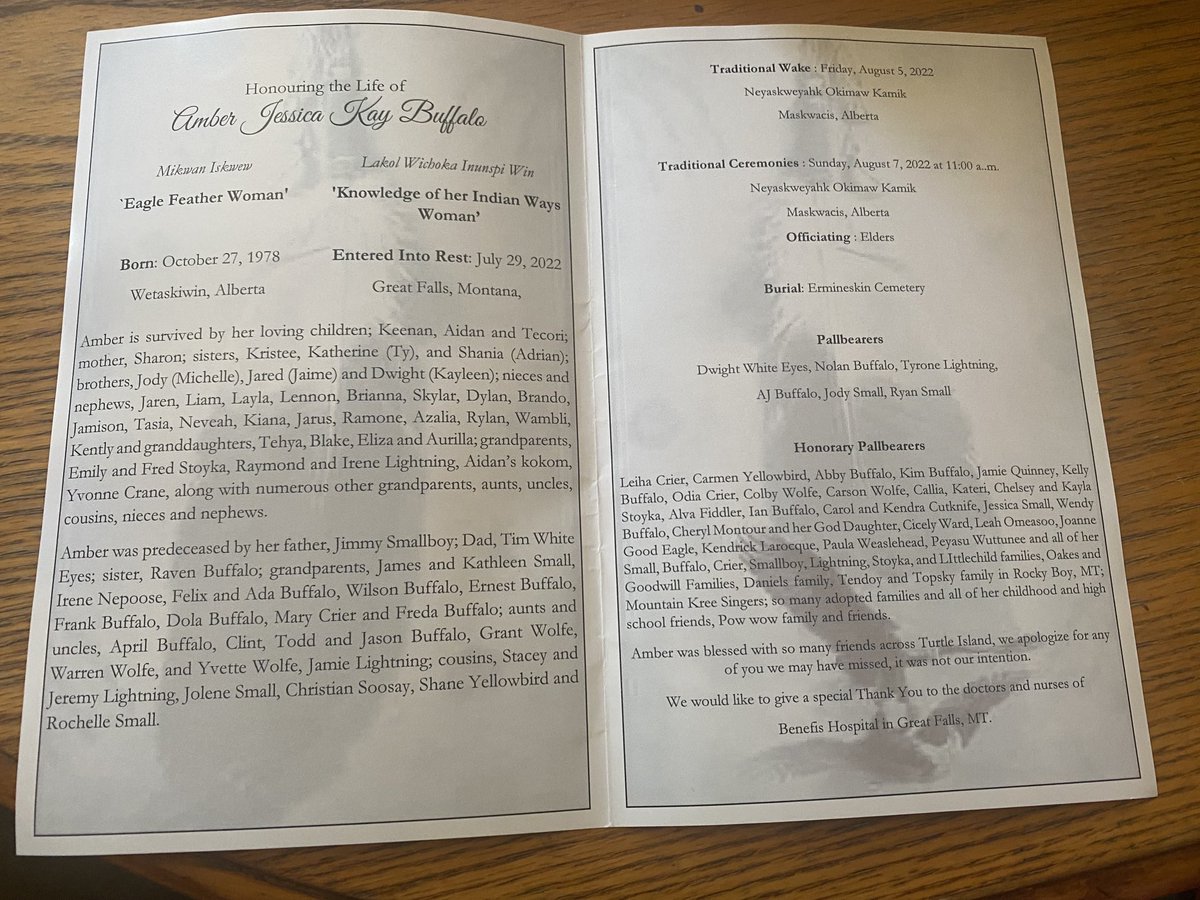 Honouring the Life of
Amber Jessica Kay Buffalo
Mikwan Iskwew
Lakol Wichoka Inunspi Win
`Eagle Feather Woman'
'Knowledge of her Indian Ways
Woman'
Born: October 27, 1978
Entered Into Rest: July 29, 2022
Wetaskiwin, Alberta
Great Falls, Montana,
Amber is survived by her loving children; Keenan, Aidan and Tecori;
mother, Sharon; sisters, Kristee, Katherine (Ty), and Shania (Adrian);
brothers, Jody (Michelle), Jared (Jaime) and Dwight (Kayleen); nieces and
nephews, Jaren, Liam, Layla, Lennon, Brianna, Skylar, Dylan, Brando,
Jamison, Tasia, Neveah, Kiana, Jarus, Ramone, Azalia, Rylan, Wambli,
Kently and granddaughters, Tehya, Blake, Eliza and Aurilla; grandparents,
Emily and Fred Stoyka, Raymond and Irene Lightning, Aidan's kokom,
Yvonne Crane, along with numerous other grandparents, aunts, uncles,
cousins, nieces and nephews.
Amber was predeceased by her father, Jimmy Smallboy; Dad, Tim White
Eyes; sister, Raven Buffalo; grandparents, James and Kathleen Small,
Irene Nepoose, Felix and Ada Buffalo, Wilson Buffalo, Ernest Buffalo,
Frank Buffalo, Dola Buffalo, Mary Crier and Freda Buffalo; aunts and
uncles, April Buffalo, Clint, Todd and Jason Buffalo, Grant Wolfe,
Warren Wolfe, and Yvette Wolfe, Jamie Lightning; cousins, Stacey and
Jeremy Lightning, Jolene Small, Christian Soosay, Shane Yellowbird and
Rochelle Small.
Traditional Wake : Friday, August 5, 2022
Neyaskweyahk Okimaw Kamik
Maskwacis, Alberta
Traditional Ceremonies : Sunday, August 7, 2022 at 11:00 a..m.
Neyaskweyahk Okimaw Kamik
Maskwacis, Alberta
Officiating : Elders
Burial: Ermineskin Cemetery
Pallbearers
Dwight White Eyes, Nolan Buffalo, Tyrone Lightning,
AJ Buffalo, Jody Small, Ryan Small
Honorary Pallbearers
Leiha Crier, Carmen Yellowbird, Abby Buffalo, Kim Buffalo, Jamie Quinney, Kelly
Buffalo, Odia Crier, Colby Wolfe, Carson Wolfe, Callia, Kateri, Chelsey and Kayla
Stoyka, Alva Fiddler, Ian Buffalo, Carol and Kendra Cutknife, Jessica Small, Wendy
Buffalo, Cheryl Montour and her God Daughter, Cicely Ward, Leah Omeasoo, Joanne
Good Eagle, Kendrick Larocque, Paula Weaslehead, Peyasu Wuttunee and all of her
Small, Buffalo, Crier, Smallboy, Lightning, Stoyka, and LIttlechild families, Oakes and
Goodwill Families, Daniels family, Tendoy and Topsky family in Rocky Boy, MT;
Mountain Kree Singers; so many adopted families and all of her childhood and high
school friends, Pow wow family and friends.
Amber was blessed with so many friends across Turtle Island, we apologize for any
of you we may have missed, it was not our intention.
We would like to give a special Thank You to the doctors and nurses of
Benefis Hospital in Great Falls, MT.